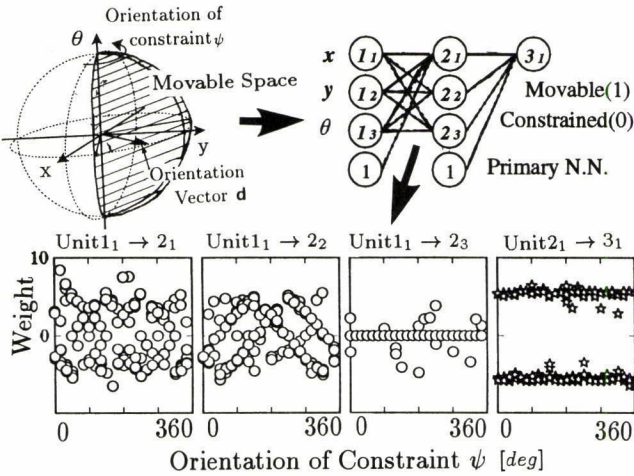 Orientation of
constraint ψ
θ
Movable Space
y
x
Orientation
Vector d
x 1₁ 2₁ 3₁
y 1₂ 2₂ Movable(1)
θ 1₃ 2₃ Constrained(0)
1 1 Primary N.N.
Unit1₁ → 2₁ Unit1₁ → 2₂ Unit1₁ → 2₃ Unit2₁ → 3₁
10
Weight
0
0 360 0 360 0 360 0 360
Orientation of Constraint ψ [deg]